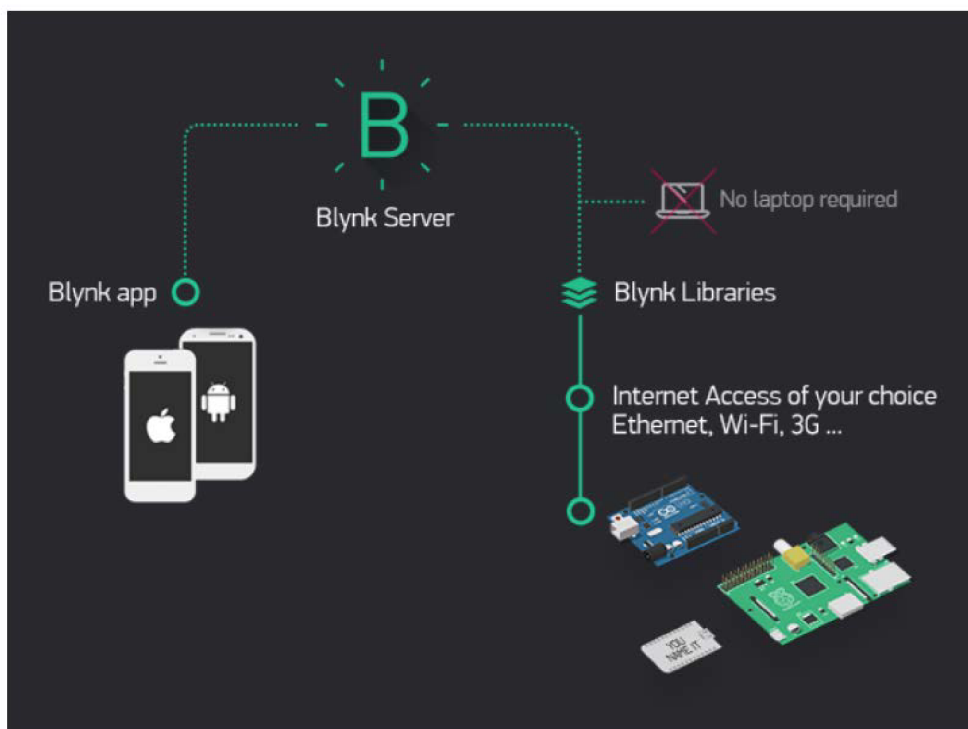 B
Blynk Server
No laptop required
Blynk app
Blynk Libraries
Internet Access of your choice
Ethernet, Wi-Fi, 3G ...
YOU
NAME IT